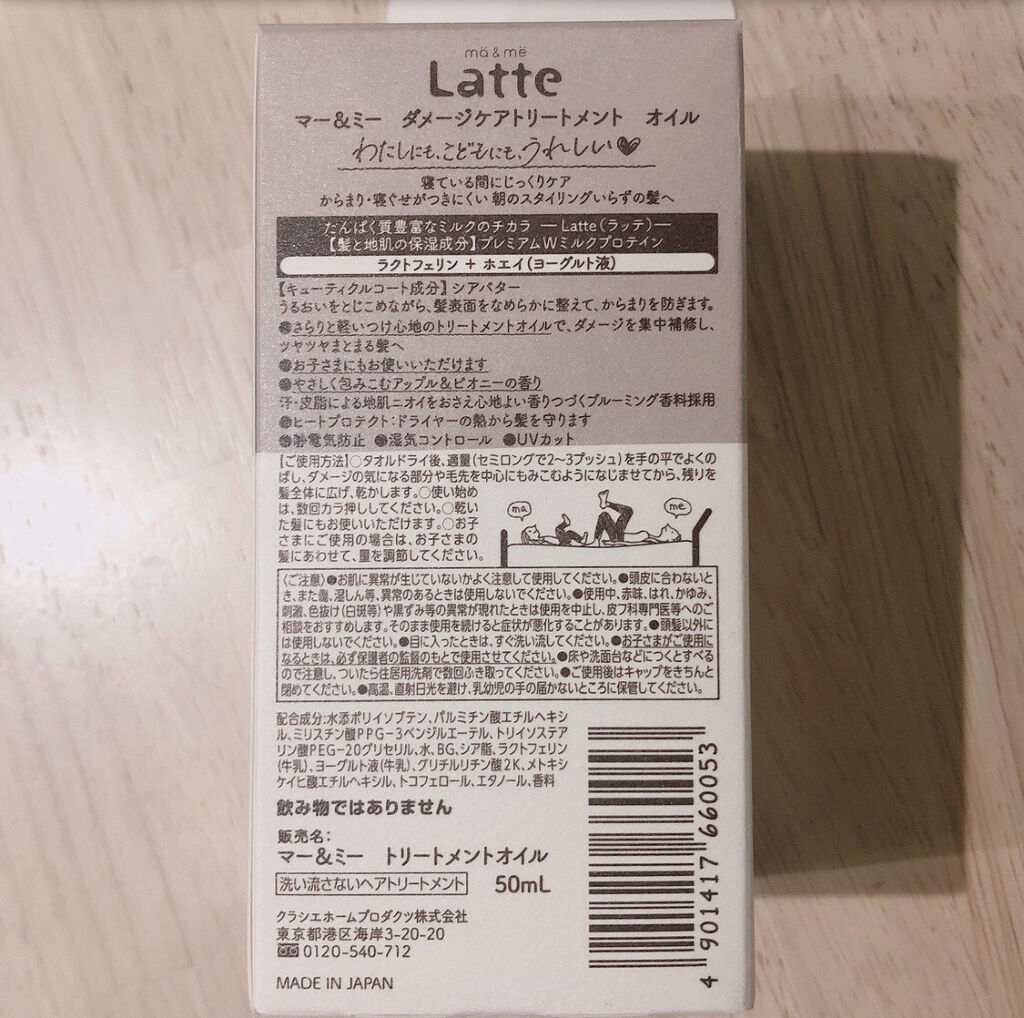 mä & më
Latte
マー&ミー ダメージケアトリートメント オイル
わたしにも、こどもにも、うれしい
寝ている間にじっくりケア
からまり・寝ぐせがつきにくい 朝のスタイリングいらずの髪へ
たんぱく質豊富なミルクのチカラ ―Latte(ラッテ)―
【髪と地肌の保湿成分】プレミアムWミルクプロテイン
ラクトフェリン + ホエイ(ヨーグルト液)
【キューティクルコート成分】シアバター
うるおいをとじこめながら、髪表面をなめらかに整えて、からまりを防ぎます。
●さらりと軽いつけ心地のトリートメントオイルで、ダメージを集中補修し、
ツヤツヤまとまる髪へ
●お子さまにもお使いいただけます
●やさしく包みこむアップル&ピオニーの香り
汗・皮脂による地肌ニオイをおさえ心地よい香りつづくブルーミング香料採用
●ヒートプロテクト:ドライヤーの熱から髪を守ります
●静電気防止 ●湿気コントロール ●UVカット
【ご使用方法】○タオルドライ後、適量(セミロングで2~3プッシュ)を手の平でよくの
ばし、ダメージの気になる部分や毛先を中心にもみこむようになじませてから、残りを
髪全体に広げ、乾かします。○使い始め
は、数回カラ押ししてください。○乾い
た髪にもお使いいただけます。○お子
さまにご使用の場合は、お子さまの
髪にあわせて、量を調節してください。
ma
me
〈ご注意〉●お肌に異常が生じていないかよく注意して使用してください。●頭皮に合わないと
き、また傷、湿しん等、異常のあるときは使用しないでください。●使用中、赤味、はれ、かゆみ、
刺激、色抜け(白斑等)や黒ずみ等の異常が現れたときは使用を中止し、皮フ科専門医等へのご
相談をおすすめします。そのまま使用を続けると症状が悪化することがあります。●頭髪以外に
は使用しないでください。●目に入ったときは、すぐ洗い流してください。●お子さまがご使用に
なるときは、必ず保護者の監督のもとで使用させてください。●床や洗面台などにつくとすべる
ので注意し、ついたら住居用洗剤で数回ふき取ってください。●ご使用後はキャップをきちんと
閉めてください。●高温、直射日光を避け、乳幼児の手の届かないところに保管してください。
配合成分:水添ポリイソブテン、パルミチン酸エチルヘキシ
ル、ミリスチン酸PPG-3ベンジルエーテル、トリイソステア
リン酸PEG-20グリセリル、水、BG、シア脂、ラクトフェリン
(牛乳)、ヨーグルト液(牛乳)、グリチルリチン酸2K、メトキシ
ケイヒ酸エチルヘキシル、トコフェロール、エタノール、香料
飲み物ではありません
販売名:
マー&ミー トリートメントオイル
洗い流さないヘアトリートメント 50mL
クラシエホームプロダクツ株式会社
東京都港区海岸3-20-20
0120-540-712
MADE IN JAPAN
4 901417 660053